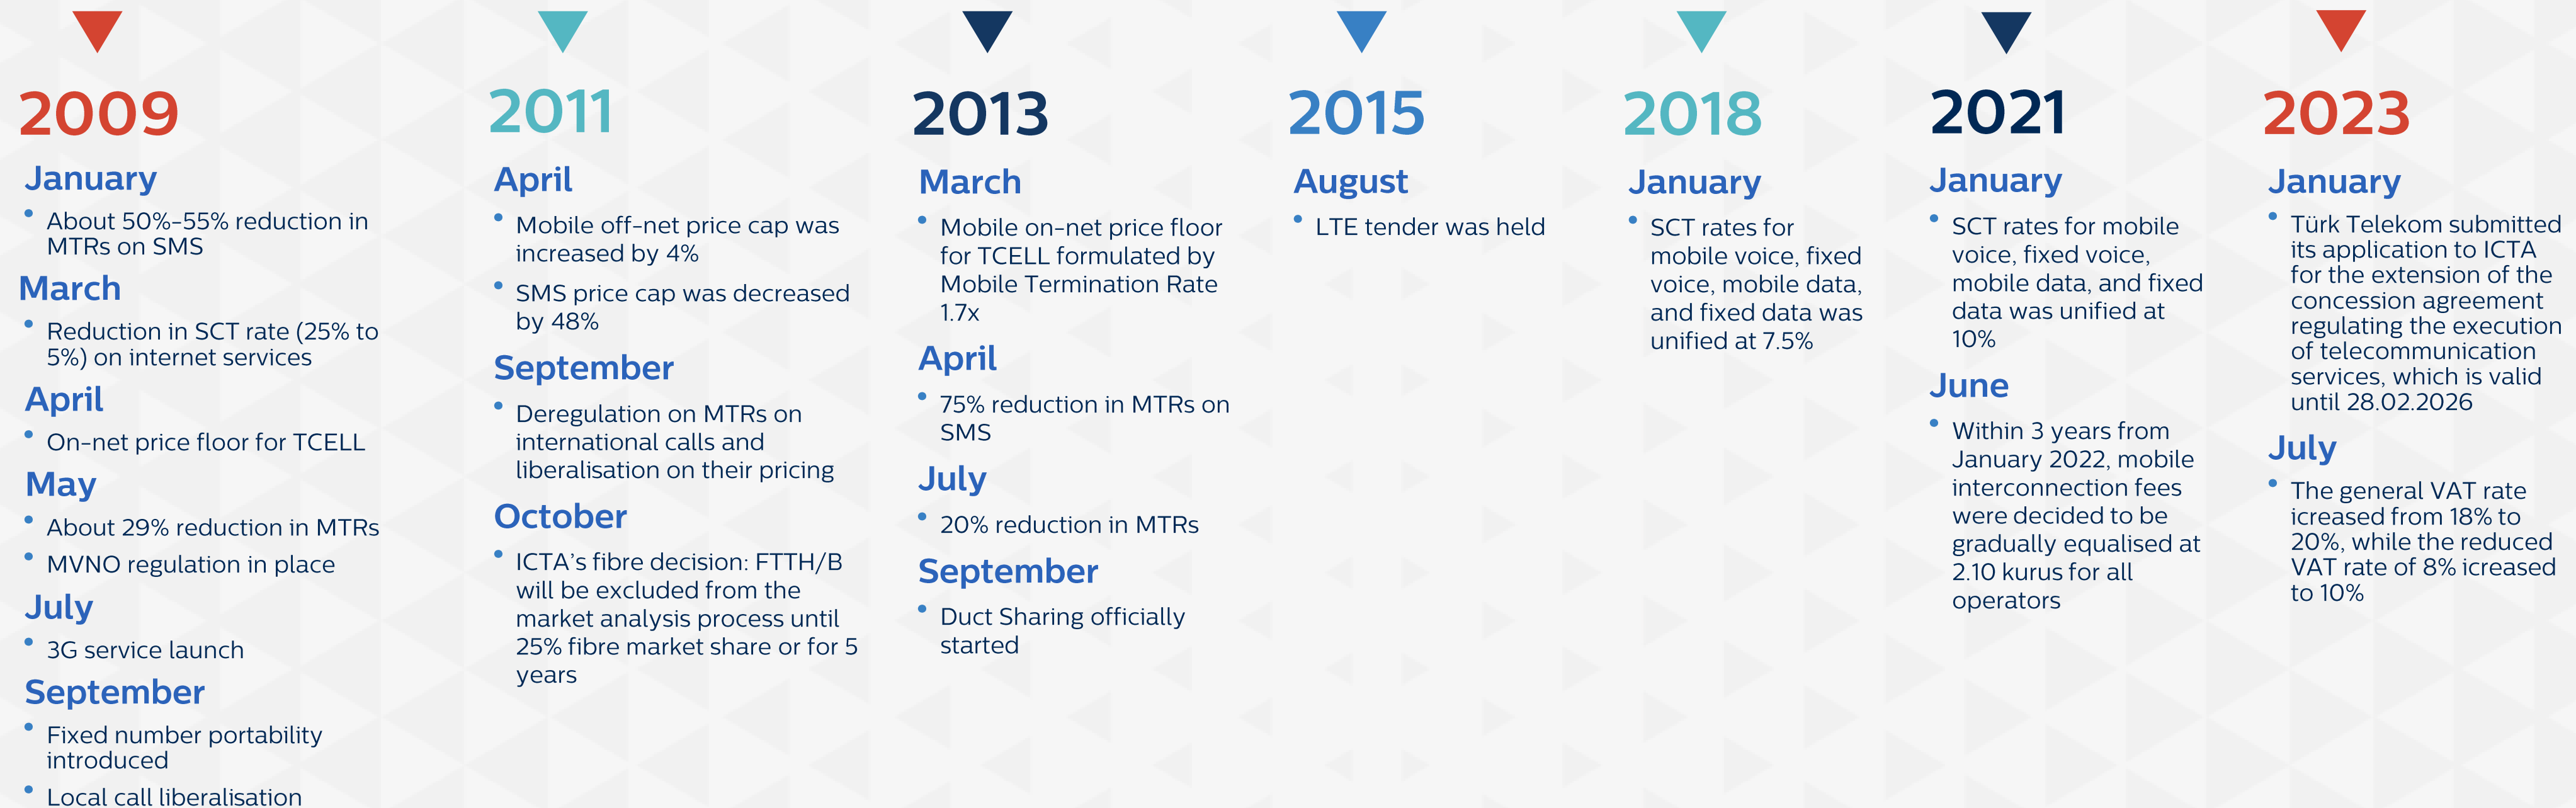 2009
January
• About 50%-55% reduction in
MTRs on SMS
March
• Reduction in SCT rate (25% to
5%) on internet services
April
• On-net price floor for TCELL
May
• About 29% reduction in MTRs
• MVNO regulation in place
July
• 3G service launch
September
• Fixed number portability
introduced
• Local call liberalisation
2011
April
• Mobile off-net price cap was
increased by 4%
• SMS price cap was decreased
by 48%
September
• Deregulation on MTRs on
international calls and
liberalisation on their pricing
October
• ICTA's fibre decision: FTTH/B
will be excluded from the
market analysis process until
25% fibre market share or for 5
years
2013
March
• Mobile on-net price floor
for TCELL formulated by
Mobile Termination Rate
1.7x
April
• 75% reduction in MTRs on
SMS
July
• 20% reduction in MTRs
September
• Duct Sharing officially
started
2015
August
• LTE tender was held
2018
January
• SCT rates for
mobile voice, fixed
voice, mobile data,
and fixed data was
unified at 7.5%
2021
January
• SCT rates for mobile
voice, fixed voice,
mobile data, and fixed
data was unified at
10%
June
• Within 3 years from
January 2022, mobile
interconnection fees
were decided to be
gradually equalised at
2.10 kurus for all
operators
2023
January
• Türk Telekom submitted
its application to ICTA
for the extension of the
concession agreement
regulating the execution
of telecommunication
services, which is valid
until 28.02.2026
July
• The general VAT rate
icreased from 18% to
20%, while the reduced
VAT rate of 8% icreased
to 10%